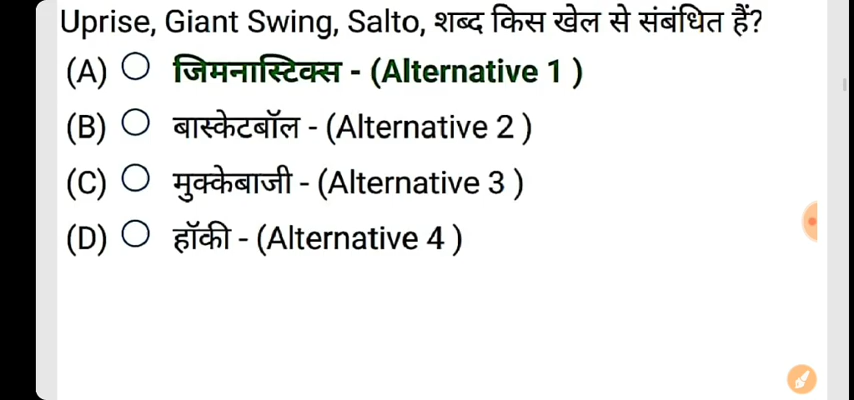 Uprise, Giant Swing, Salto, शब्द किस खेल से संबंधित हैं?
(A) जिमनास्टिक्स - (Alternative 1 )
(B) बास्केटबॉल - (Alternative 2 )
(C) मुक्केबाजी - (Alternative 3 )
(D) हॉकी - (Alternative 4 )